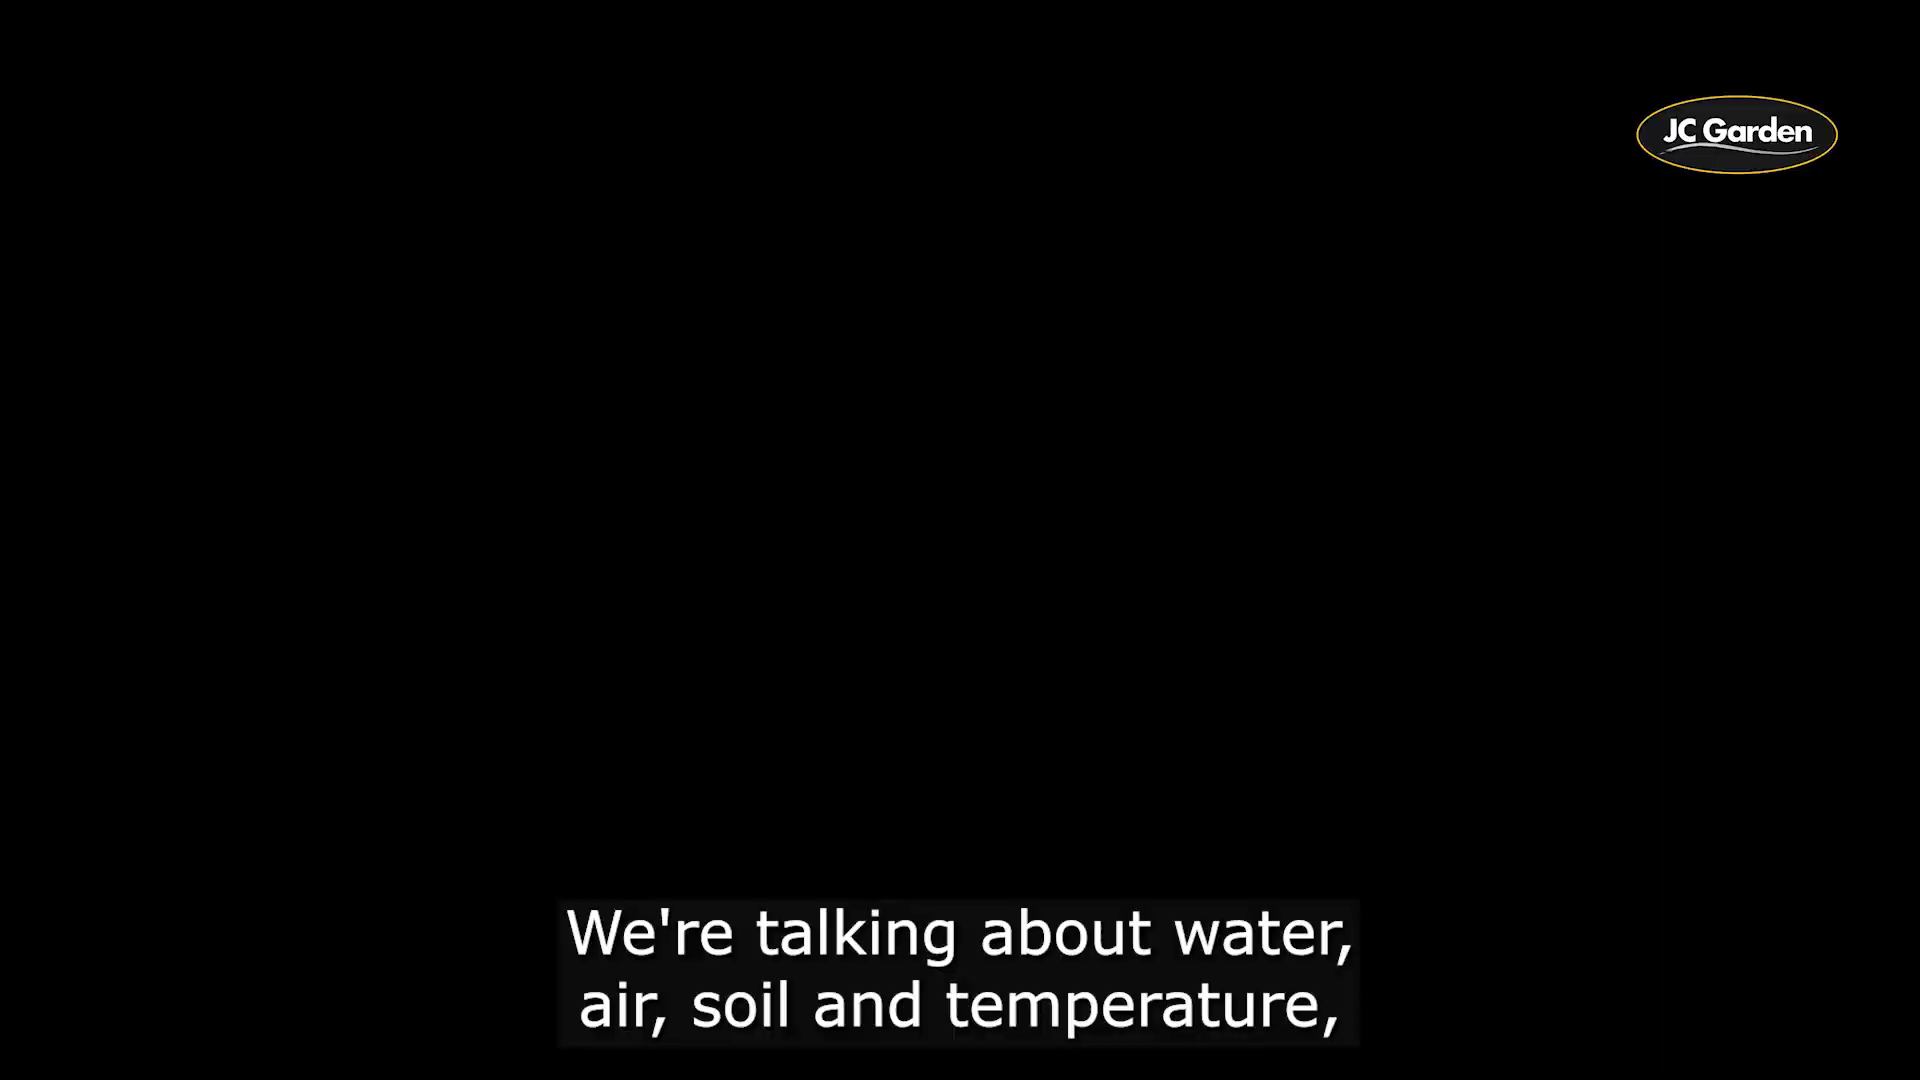 JC Garden
We're talking about water,
air, soil and temperature,